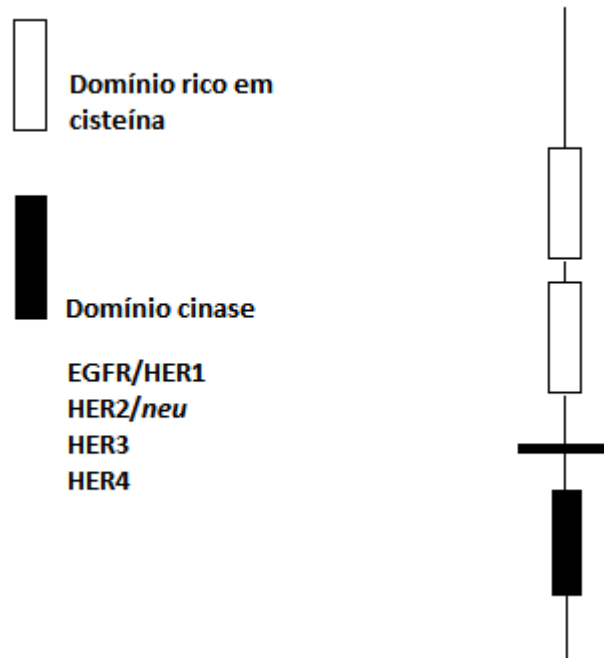 Domínio rico em
cisteína
Domínio cinase
EGFR/HER1
HER2/neu
HER3
HER4